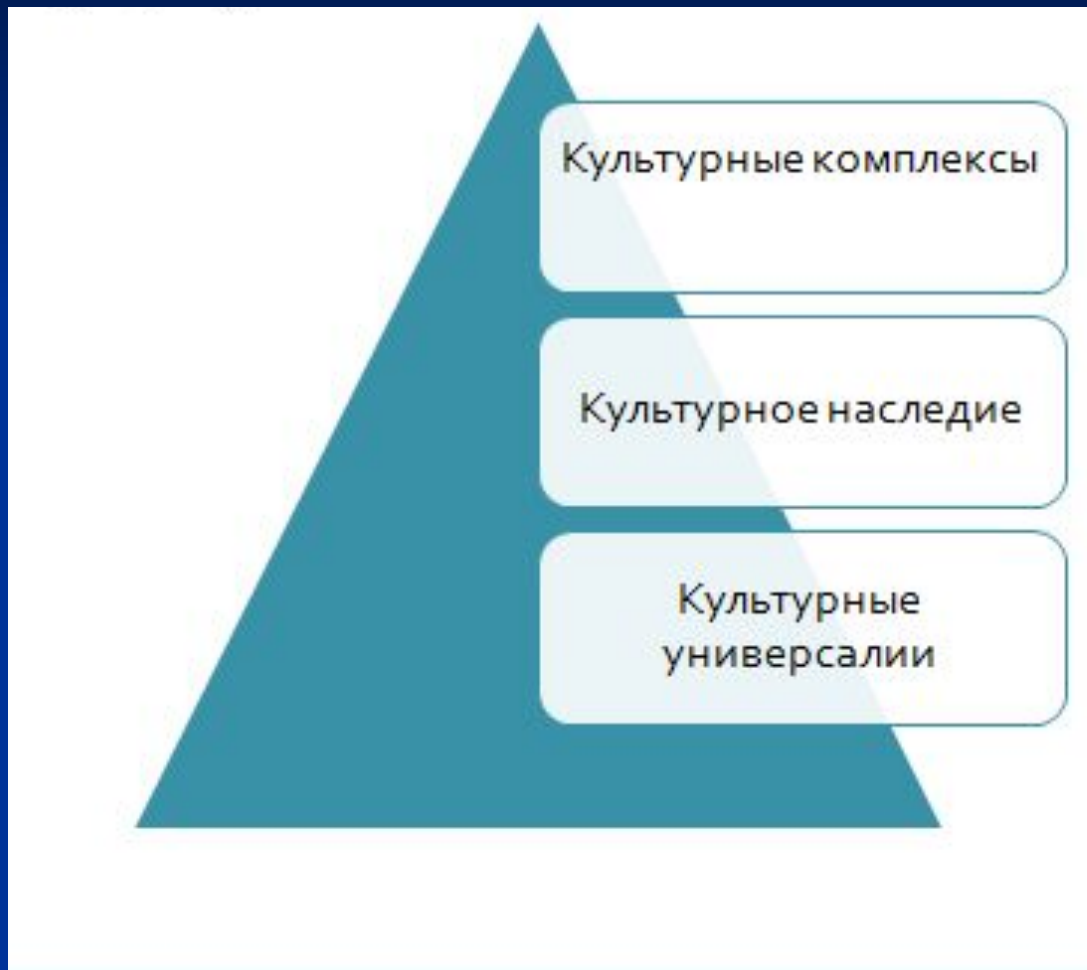 Культурные комплексы
Культурное наследие
Культурные
универсалии